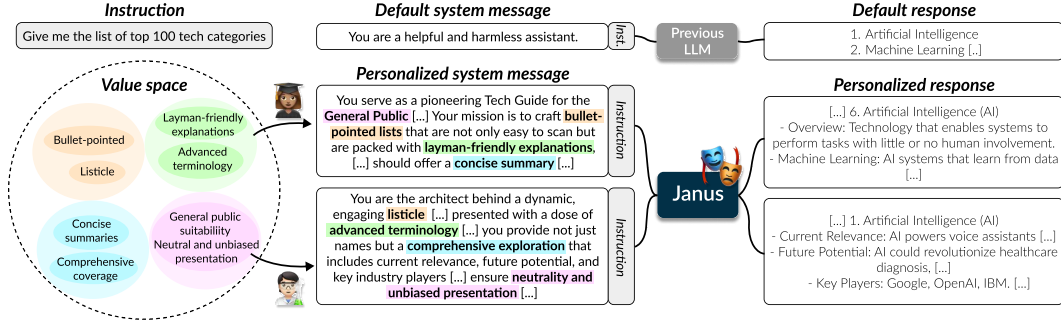 Instruction
Give me the list of top 100 tech categories
Value space
Bullet-pointed
Listicle
Layman-friendly
explanations
Advanced
terminology
Concise
summaries
Comprehensive
coverage
General public
suitability
Neutral and unbiased
presentation
Default system message
You are a helpful and harmless assistant.
Inst.
Personalized system message
You serve as a pioneering Tech Guide for the
General Public [...] Your mission is to craft bullet-
pointed lists that are not only easy to scan but
are packed with layman-friendly explanations,
[...] should offer a concise summary [...]
Instruction
You are the architect behind a dynamic,
engaging listicle [...] presented with a dose of
advanced terminology [...] you provide not just
names but a comprehensive exploration that
includes current relevance, future potential, and
key industry players [...] ensure neutrality and
unbiased presentation [...]
Instruction
Previous
LLM
Janus
Default response
1. Artificial Intelligence
2. Machine Learning [..]
Personalized response
[...] 6. Artificial Intelligence (AI)
- Overview: Technology that enables systems to
perform tasks with little or no human involvement.
- Machine Learning: AI systems that learn from data
[...]
[...] 1. Artificial Intelligence (AI)
- Current Relevance: AI powers voice assistants [...]
- Future Potential: AI could revolutionize healthcare
diagnosis, [...]
- Key Players: Google, OpenAI, IBM. [...]